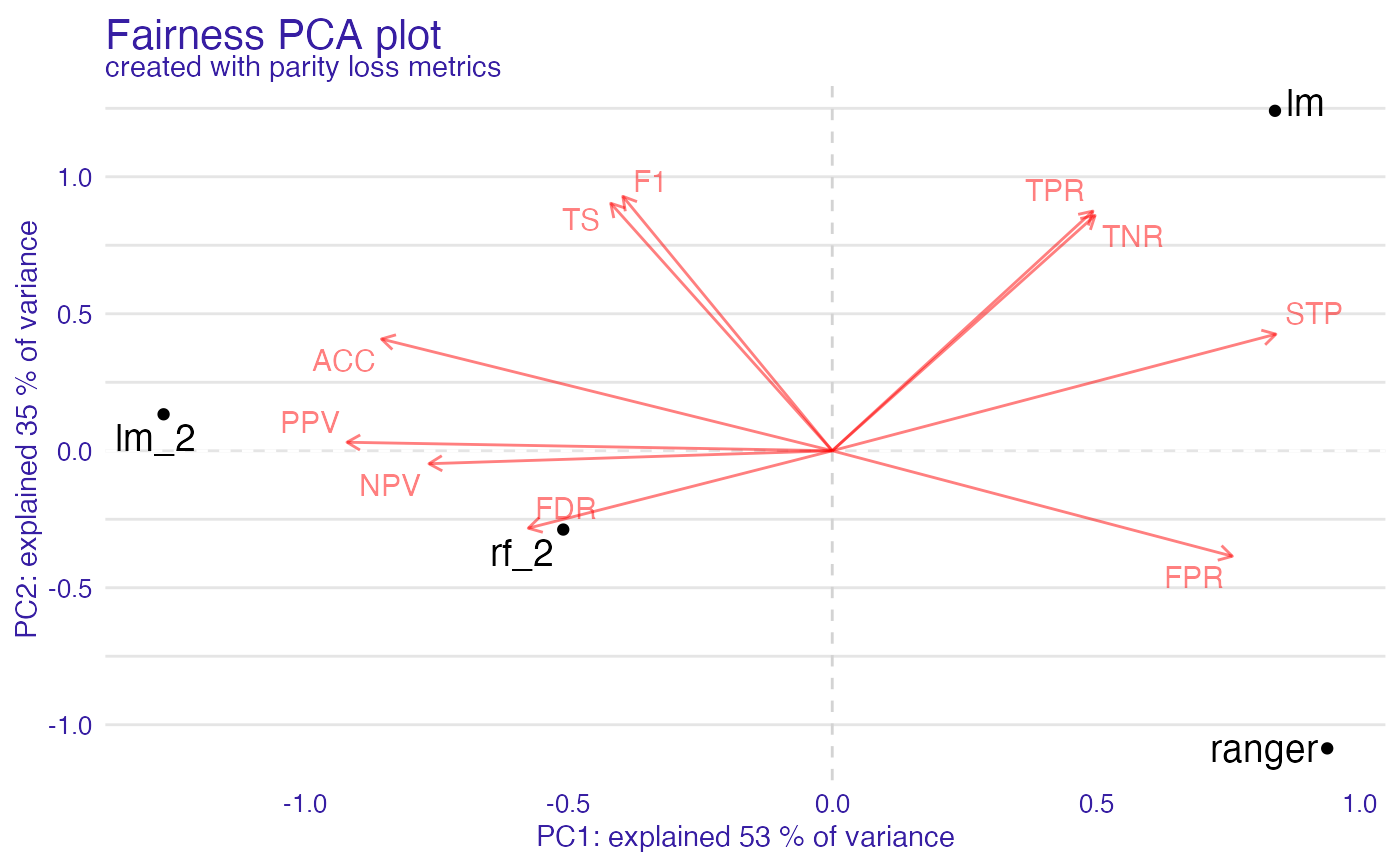 Fairness PCA plot
created with parity loss metrics
lm
1.0
F1
TPR
TS
TNR
0.5
STP
ACC
PPV
lm_2
0.0
NPV
FDR
rf_2
-0.5
FPR
-1.0
ranger
-1.0
-0.5
0.0
0.5
1.0
PC1: explained 53 % of variance
PC2: explained 35 % of variance